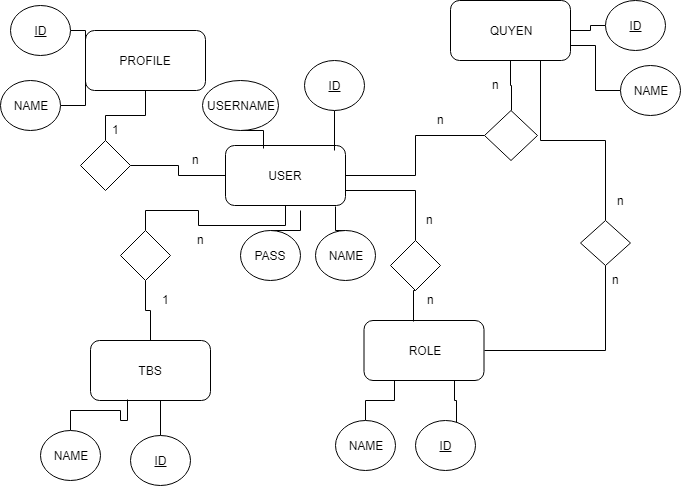 ID
QUYEN
ID
PROFILE
NAME
NAME
USERNAME
ID
n
n
1
n
USER
n
n
n
PASS
NAME
n
1
n
ROLE
TBS
NAME
ID
NAME
ID